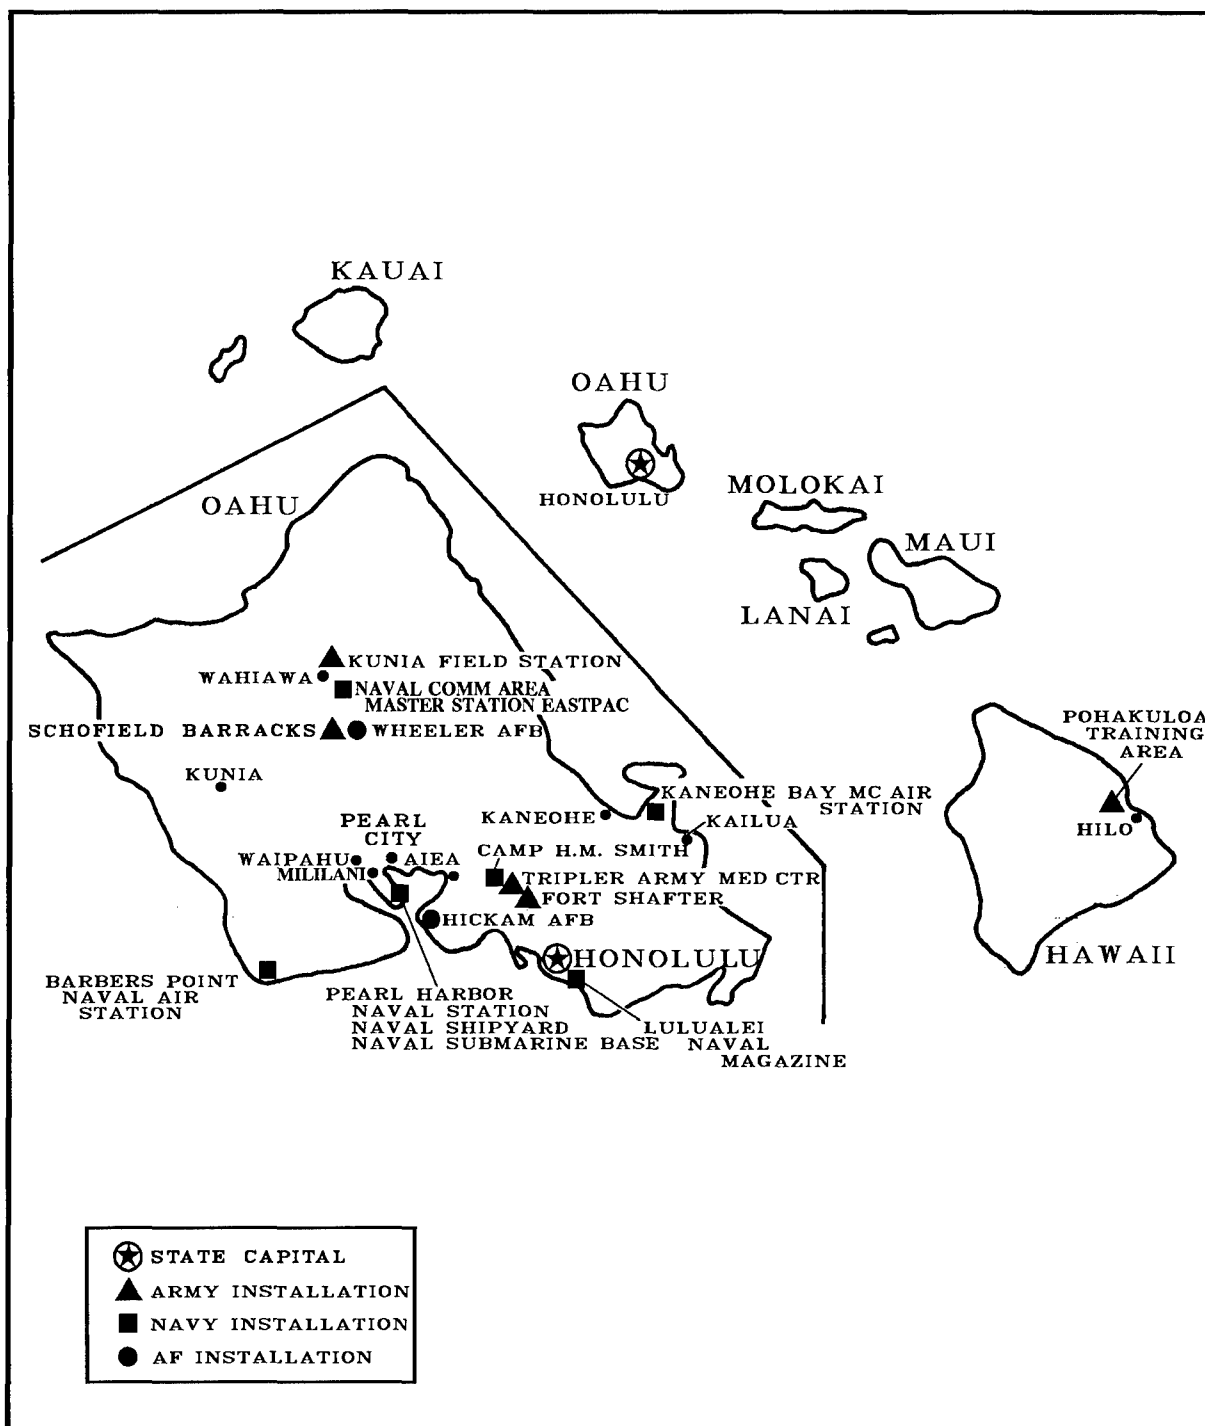 KAUAI
OAHU
HONOLULU
MOLOKAI
MAUI
LANAI
OAHU
KUNIA FIELD STATION
WAHIAWA
NAVAL COMM AREA
MASTER STATION EASTPAC
SCHOFIELD BARRACKS
WHEELER AFB
KUNIA
POHAKULOA
TRAINING
AREA
HILO
HAWAII
KANEOHE BAY MC AIR
STATION
KANEOHE
KAILUA
PEARL
CITY
WAIPAHU
AIEA
MILILANI
CAMP H.M. SMITH
TRIPLER ARMY MED CTR
FORT SHAFTER
HICKAM AFB
HONOLULU
BARBERS POINT
NAVAL AIR
STATION
PEARL HARBOR
NAVAL STATION
NAVAL SHIPYARD
NAVAL SUBMARINE BASE
LULUALEI
NAVAL
MAGAZINE
STATE CAPITAL
ARMY INSTALLATION
NAVY INSTALLATION
AF INSTALLATION